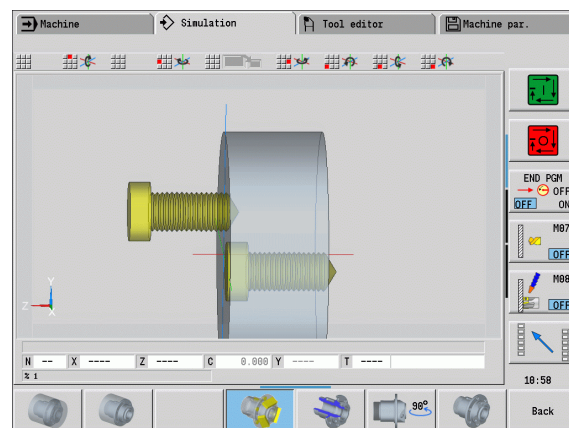 Machine Simulation Tool editor Machine par.
END PGM
OFF
OFF ON
M07
OFF
M08
OFF
Y
Z
X
N -- X ---- Z ---- C 0.000 Y ---- T ----
% 1
10:58
90° Back